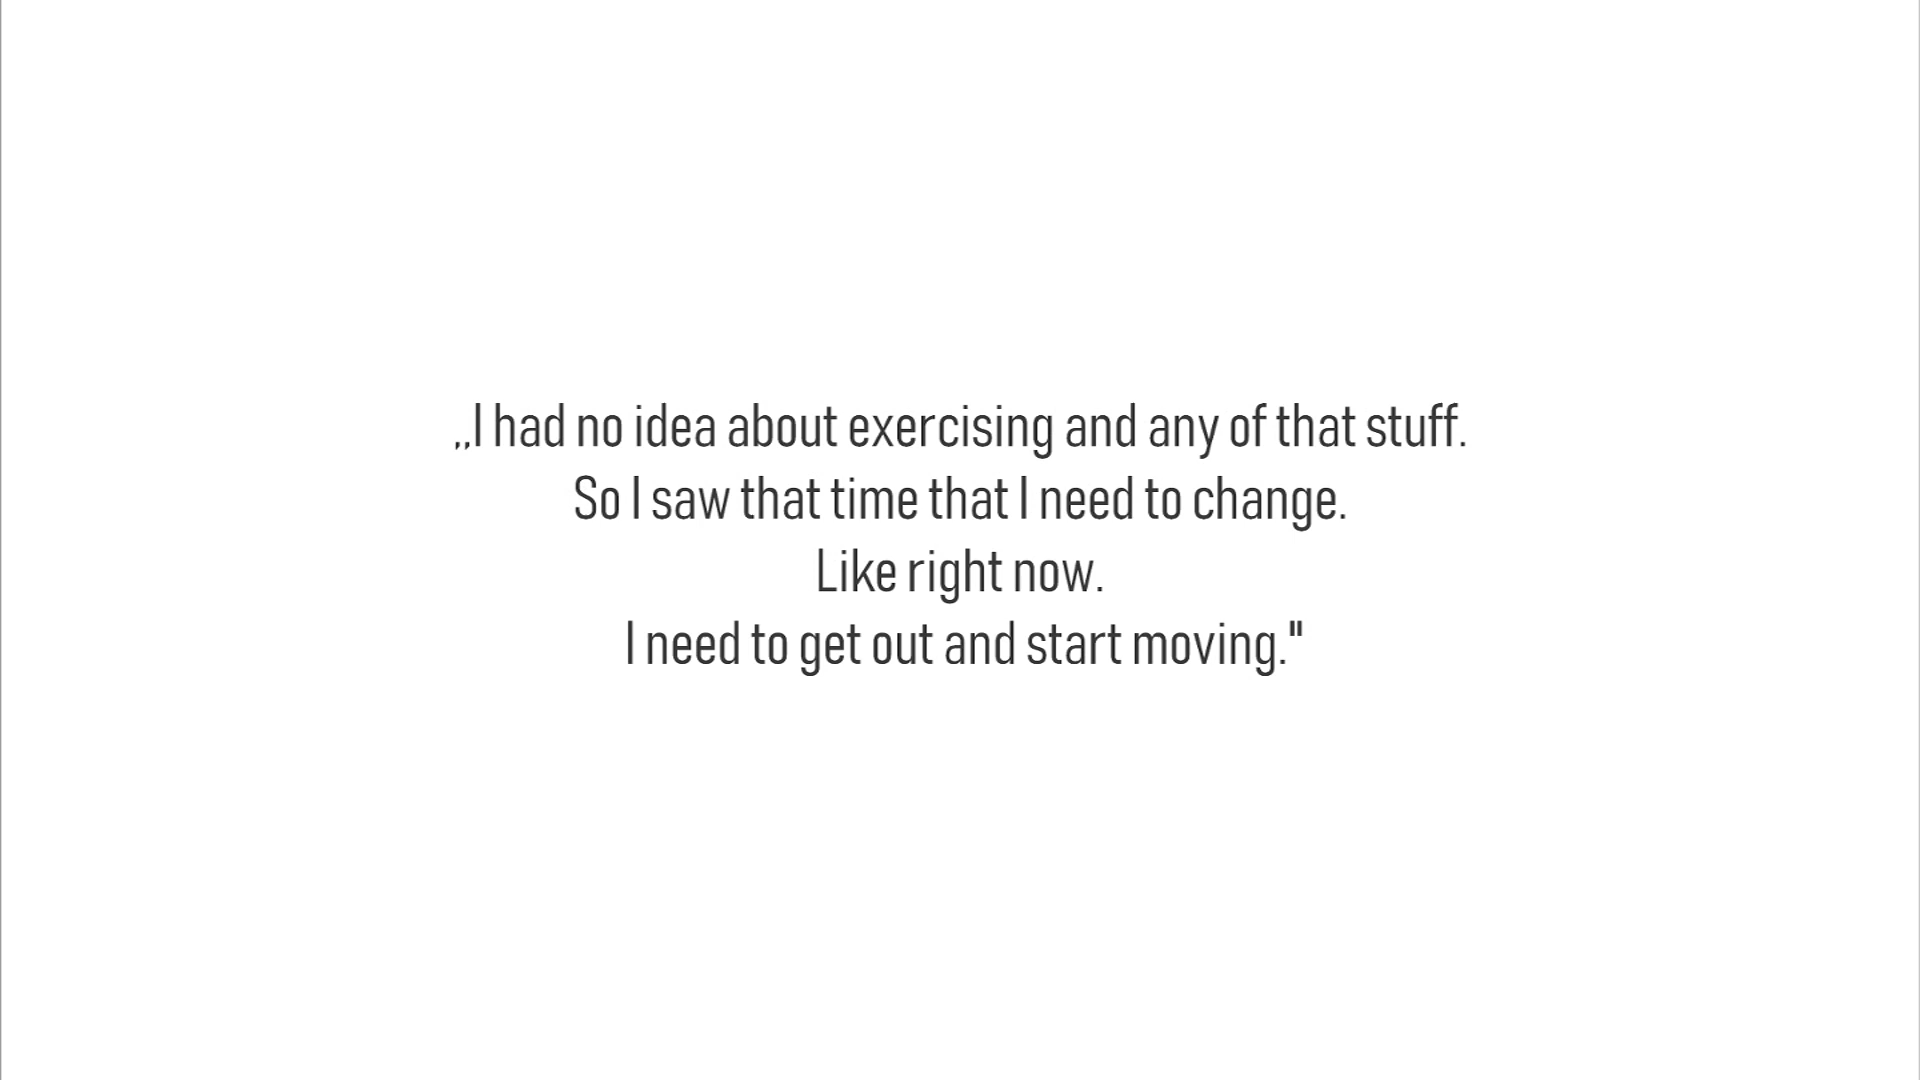 ,,I had no idea about exercising and any of that stuff.
So I saw that time that I need to change.
Like right now.
I need to get out and start moving."